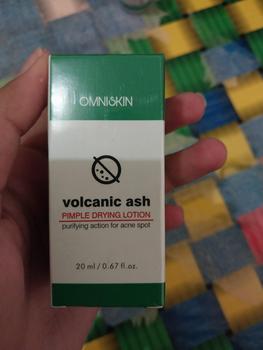 OMNISKIN
volcanic ash
PIMPLE DRYING LOTION
purifying action for acne spot
20 ml / 0.67 fl.oz.